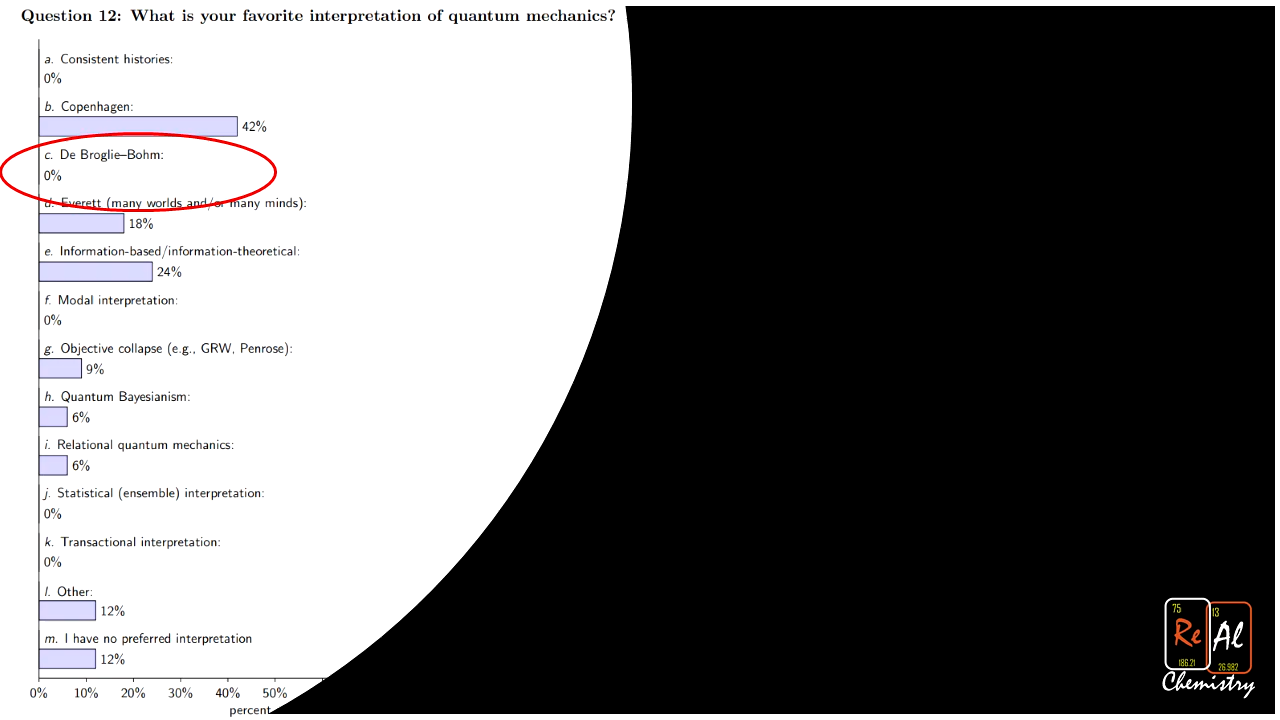 Question 12: What is your favorite interpretation of quantum mechanics?
a. Consistent histories:
0%
b. Copenhagen:
42%
c. De Broglie–Bohm:
0%
d. Everett (many worlds and/or many minds):
18%
e. Information-based/information-theoretical:
24%
f. Modal interpretation:
0%
g. Objective collapse (e.g., GRW, Penrose):
9%
h. Quantum Bayesianism:
6%
i. Relational quantum mechanics:
6%
j. Statistical (ensemble) interpretation:
0%
k. Transactional interpretation:
0%
l. Other:
12%
m. I have no preferred interpretation
12%
0% 10% 20% 30% 40% 50%
percent
75 13
Re Al
186.21 26.982
Chemistry